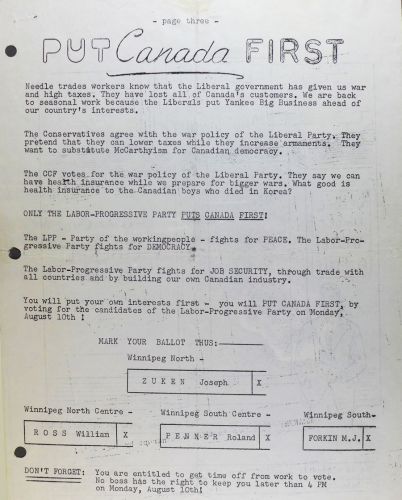 - page three -
PUT Canada FIRST
Needle trades workers know that the Liberal government has given us war
and high taxes. They have lost all of Canada's customers. We are back
to seasonal work because the Liberals put Yankee Big Business ahead of
our country's interests.
The Conservatives agree with the war policy of the Liberal Party. They
pretend that they can lower taxes while they increase armaments. They
want to substitute McCarthyism for Canadian democracy.
The CCF votes for the war policy of the Liberal Party. They say we can
have health insurance while we prepare for bigger wars. What good is
health insurance to the Canadian boys who died in Korea?
ONLY THE LABOR-PROGRESSIVE PARTY PUTS CANADA FIRST!
The LPP - Party of the workingpeople - fights for PEACE. The Labor-Pro-
gressive Party fights for DEMOCRACY.
The Labor-Progressive Party fights for JOB SECURITY, through trade with
all countries and by building our own Canadian industry.
You will put your own interests first - you will PUT CANADA FIRST, by
voting for the candidates of the Labor-Progressive Party on Monday,
August 10th !
MARK YOUR BALLOT THUS:
Winnipeg North -
ZUKEN Joseph X
Winnipeg North Centre - Winnipeg South Centre - Winnipeg South-
ROSS William X PENNER Roland X FORKIN M.J. X
DON'T FORGET: You are entitled to get time off from work to vote.
No boss has the right to keep you later than 4 PM
on Monday, August 10th!